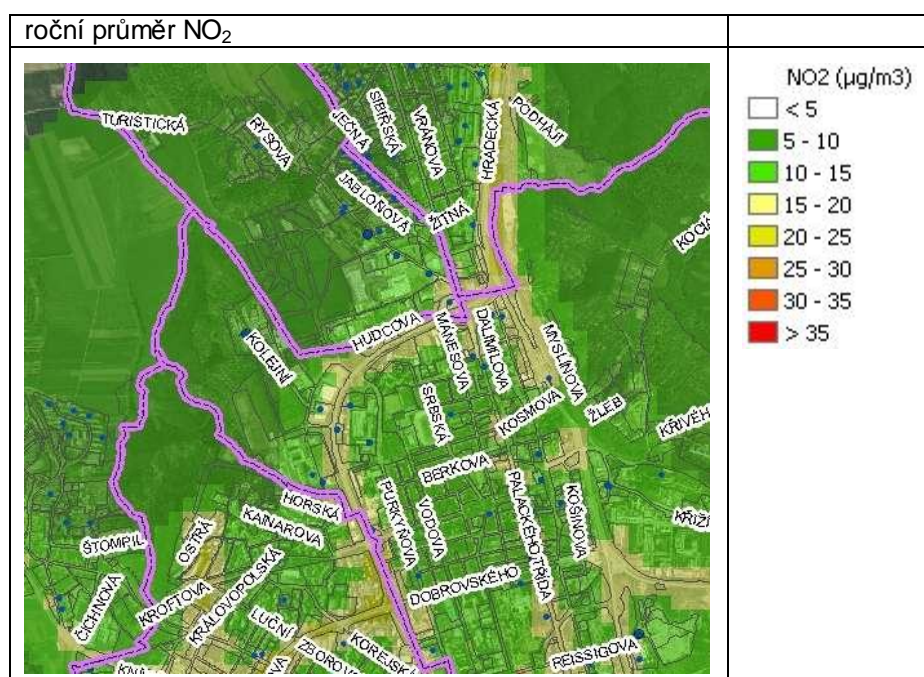 roční průměr NO₂
NO2 (µg/m3)
< 5
5 - 10
10 - 15
15 - 20
20 - 25
25 - 30
30 - 35
> 35
TURISTICKÁ
RYSOVA
JEČNÁ
SIBIŘSKÁ
VRÁNOVA
HRADECKÁ
PODHÁJÍ
JABLOŇOVÁ
ŽITNÁ
KOLEJNÍ
HUDCOVA
MÁNESOVA
DALIMILOVA
MYSLÍNOVA
SRBSKÁ
KOSMOVA
ŽLEB
BERKOVA
HORSKÁ
KAINAROVA
PURKYŇOVA
VODOVA
PALACKÉHO TŘÍDA
KOŠINOVA
ŠTOMPIL
OSTRÁ
ČICHNOVA
KROFTOVA
KRÁLOVOPOLSKÁ
LUČNÍ
KOREJSKÁ
DOBROVSKÉHO
REISSIGOVA